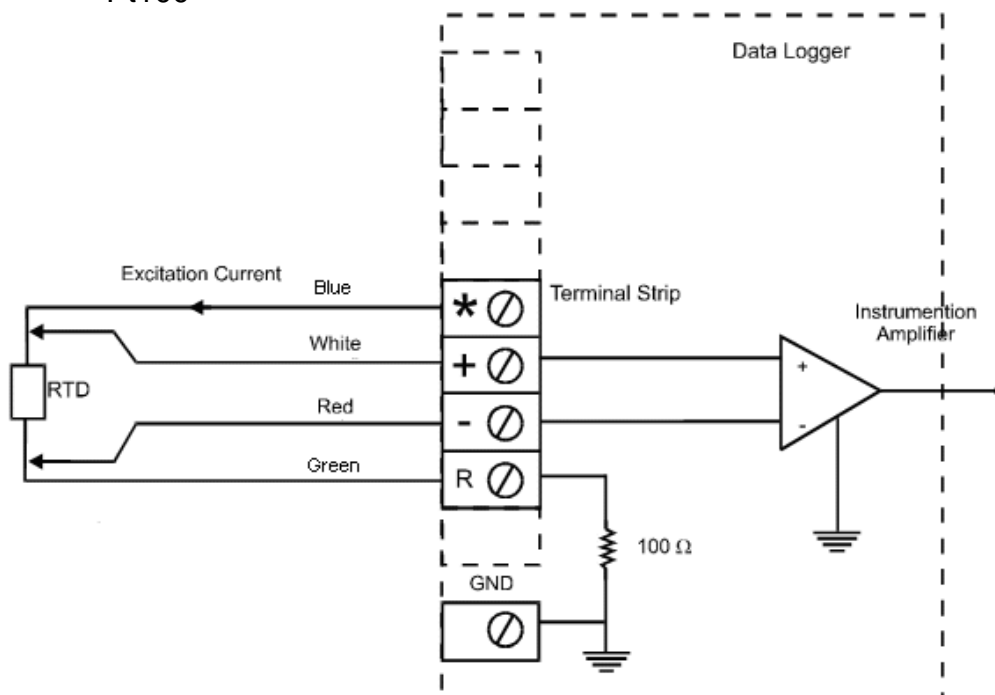 Data Logger
Excitation Current
Blue
*
Terminal Strip
Instrumention
Amplifier
White
+
+
RTD
Red
-
-
Green
R
100 Ω
GND